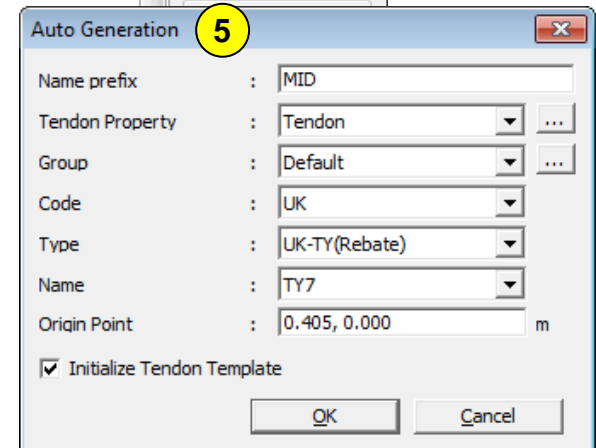 Auto Generation 5
Name prefix : MID
Tendon Property : Tendon ...
Group : Default ...
Code : UK
Type : UK-TY(Rebate)
Name : TY7
Origin Point : 0.405, 0.000 m
Initialize Tendon Template
OK Cancel